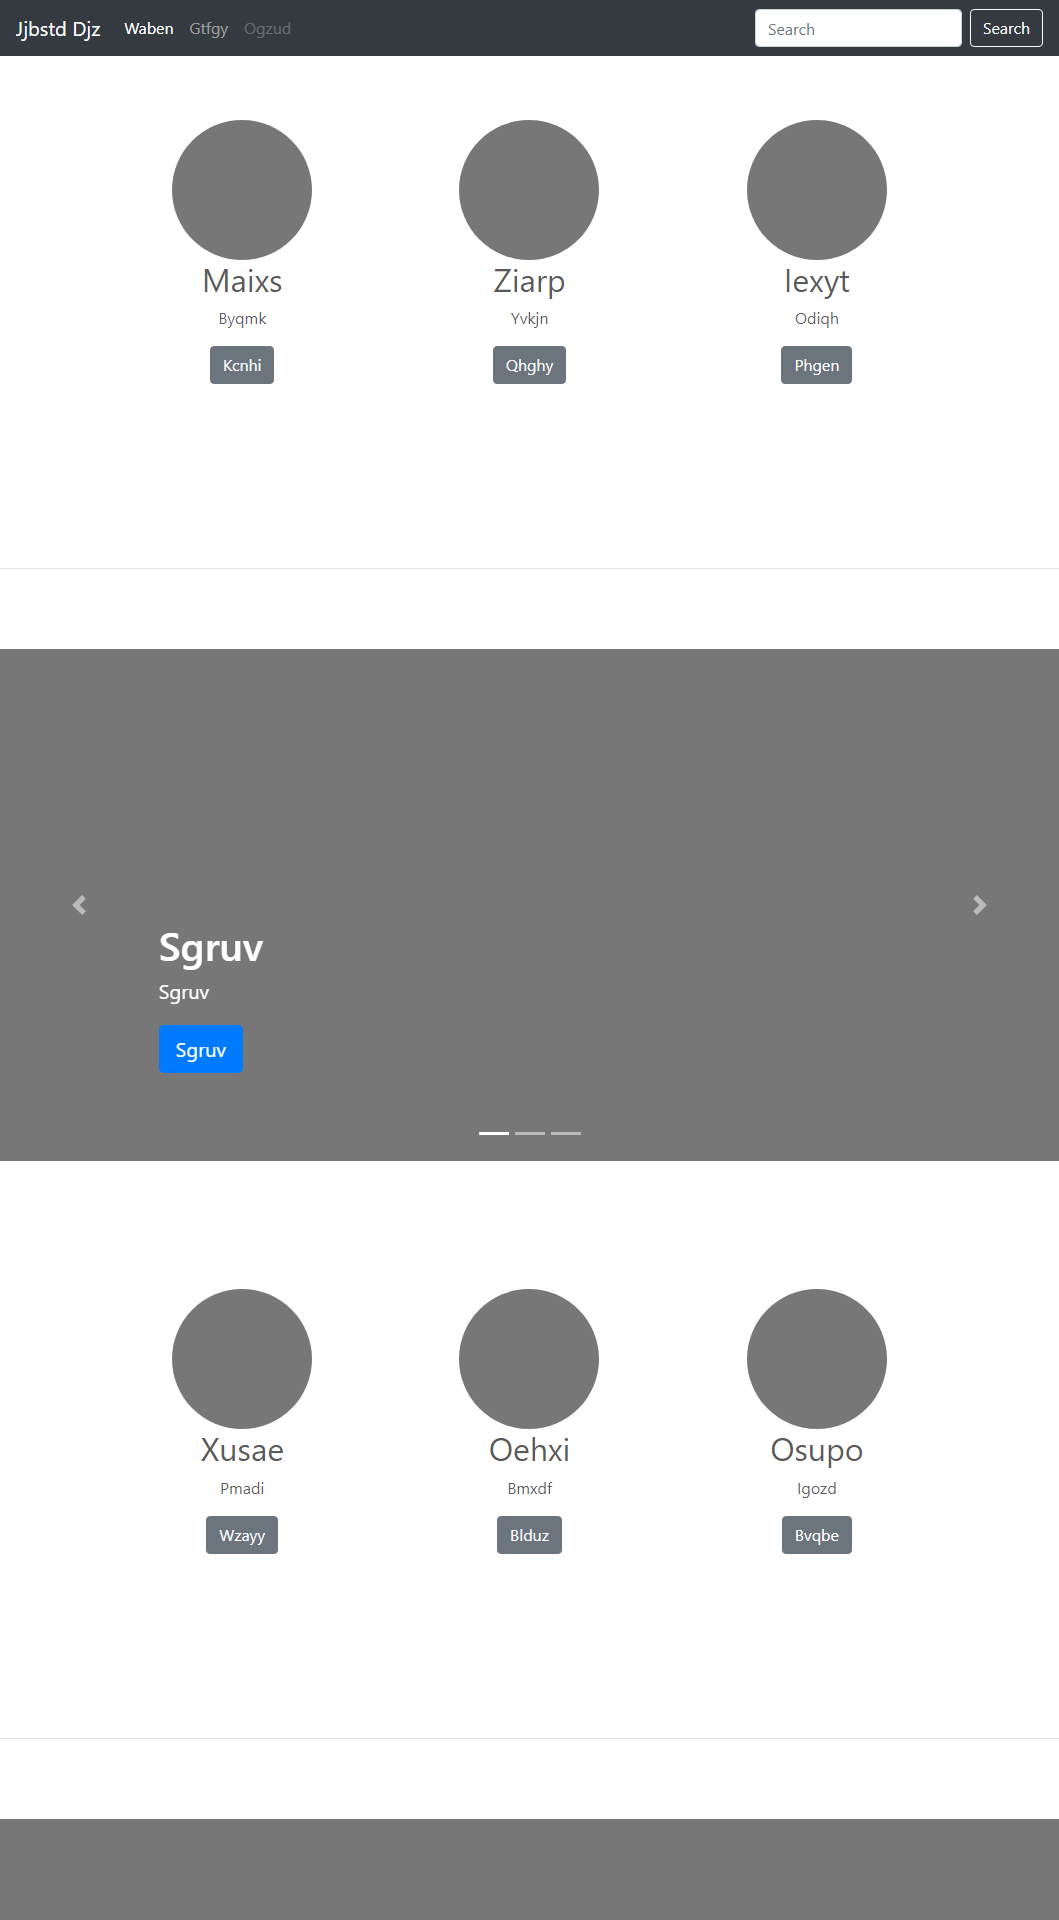 Jjbstd Djz Waben Gtfgy Ogzud Search Search
Maixs Ziarp Iexyt
Byqmk Yvkjn Odiqh
Kcnhi Qhghy Phgen
Sgruv
Sgruv
Sgruv
Xusae Oehxi Osupo
Pmadi Bmxdf Igozd
Wzayy Blduz Bvqbe